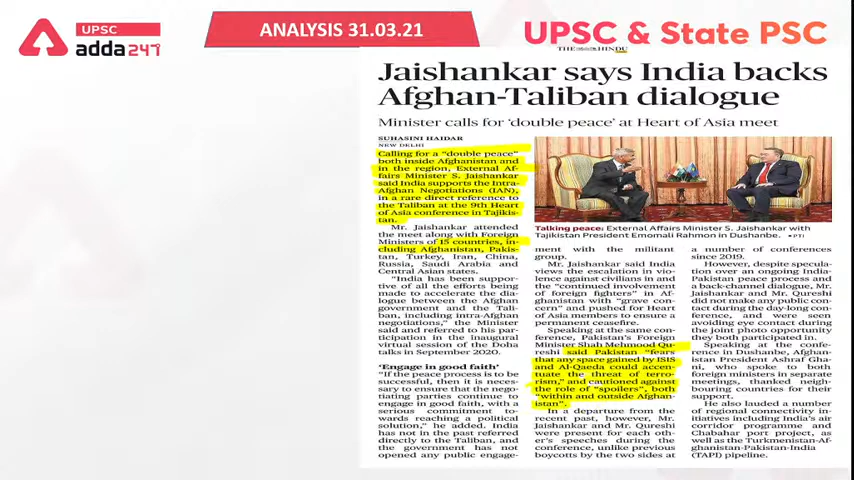 UPSC
adda247
ANALYSIS 31.03.21
UPSC & State PSC
THE HINDU
Jaishankar says India backs
Afghan-Taliban dialogue
Minister calls for ‘double peace’ at Heart of Asia meet
SUHASINI HAIDAR
NEW DELHI
Calling for a “double peace”
both inside Afghanistan and
in the region, External Af-
fairs Minister S. Jaishankar
said India supports the Intra-
Afghan Negotiations (IAN),
in a rare direct reference to
the Taliban at the 9th Heart
of Asia conference in Tajikis-
tan.
Mr. Jaishankar attended
the meet along with Foreign
Ministers of 15 countries, in-
cluding Afghanistan, Pakis-
tan, Turkey, Iran, China,
Russia, Saudi Arabia and
Central Asian states.
“India has been suppor-
tive of all the efforts being
made to accelerate the dia-
logue between the Afghan
government and the Tali-
ban, including intra-Afghan
negotiations,” the Minister
said and referred to his par-
ticipation in the inaugural
virtual session of the Doha
talks in September 2020.
‘Engage in good faith’
“If the peace process is to be
successful, then it is neces-
sary to ensure that the nego-
tiating parties continue to
engage in good faith, with a
serious commitment to-
wards reaching a political
solution,” he added. India
has not in the past referred
directly to the Taliban, and
the government has not
opened any public engage-
Talking peace: External Affairs Minister S. Jaishankar with
Tajikistan President Emomali Rahmon in Dushanbe. • PTI
ment with the militant
group.
Mr. Jaishankar said India
views the escalation in vio-
lence against civilians in and
the “continued involvement
of foreign fighters” in Af-
ghanistan with “grave con-
cern” and pushed for Heart
of Asia members to ensure a
permanent ceasefire.
Speaking at the same con-
ference, Pakistan’s Foreign
Minister Shah Mehmood Qu-
reshi said Pakistan “fears
that any space gained by ISIS
and Al-Qaeda could accen-
tuate the threat of terro-
rism,” and cautioned against
the role of “spoilers”, both
“within and outside Afghan-
istan”.
In a departure from the
recent past, however, Mr.
Jaishankar and Mr. Qureshi
were present for each oth-
er’s speeches during the
conference, unlike previous
boycotts by the two sides at
a number of conferences
since 2019.
However, despite specula-
tion over an ongoing India-
Pakistan peace process and
a back-channel dialogue, Mr.
Jaishankar and Mr. Qureshi
did not make any public con-
tact during the day-long con-
ference, and were seen
avoiding eye contact during
the joint photo opportunity
they both participated in.
Speaking at the confe-
rence in Dushanbe, Afghan-
istan President Ashraf Gha-
ni, who spoke to both
foreign ministers in separate
meetings, thanked neigh-
bouring countries for their
support.
He also lauded a number
of regional connectivity in-
itiatives including India’s air
corridor programme and
Chabahar port project, as
well as the Turkmenistan-Af-
ghanistan-Pakistan-India
(TAPI) pipeline.